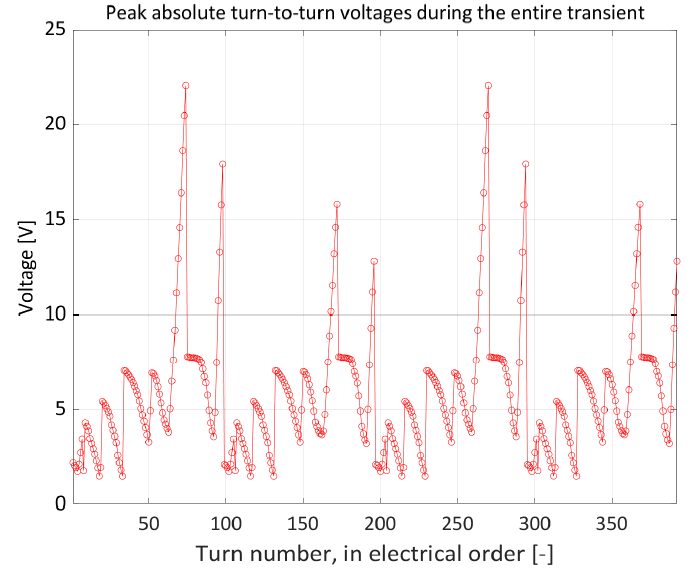 Peak absolute turn-to-turn voltages during the entire transient
25
20
15
10
5
0
Voltage [V]
50 100 150 200 250 300 350
Turn number, in electrical order [-]